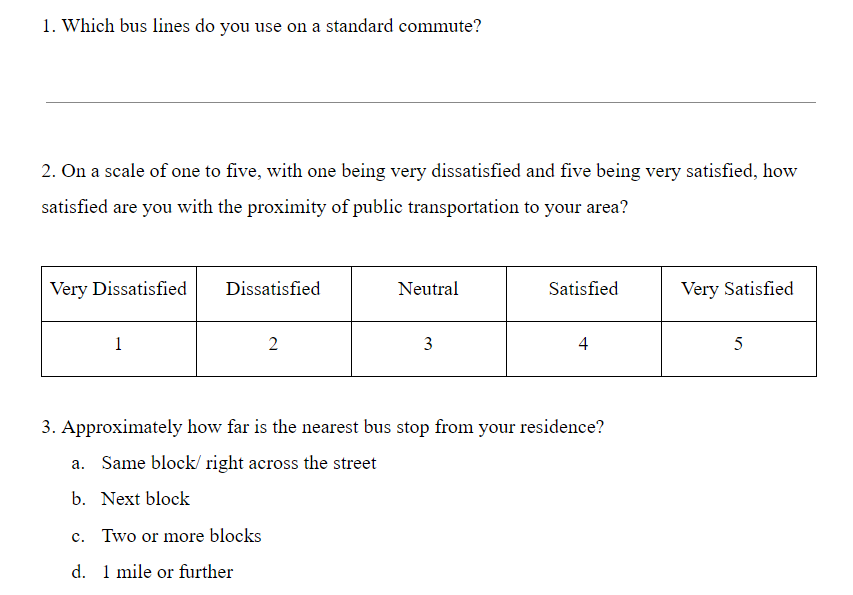 1. Which bus lines do you use on a standard commute?
2. On a scale of one to five, with one being very dissatisfied and five being very satisfied, how
satisfied are you with the proximity of public transportation to your area?
Very Dissatisfied Dissatisfied Neutral Satisfied Very Satisfied
1 2 3 4 5
3. Approximately how far is the nearest bus stop from your residence?
a. Same block/ right across the street
b. Next block
c. Two or more blocks
d. 1 mile or further